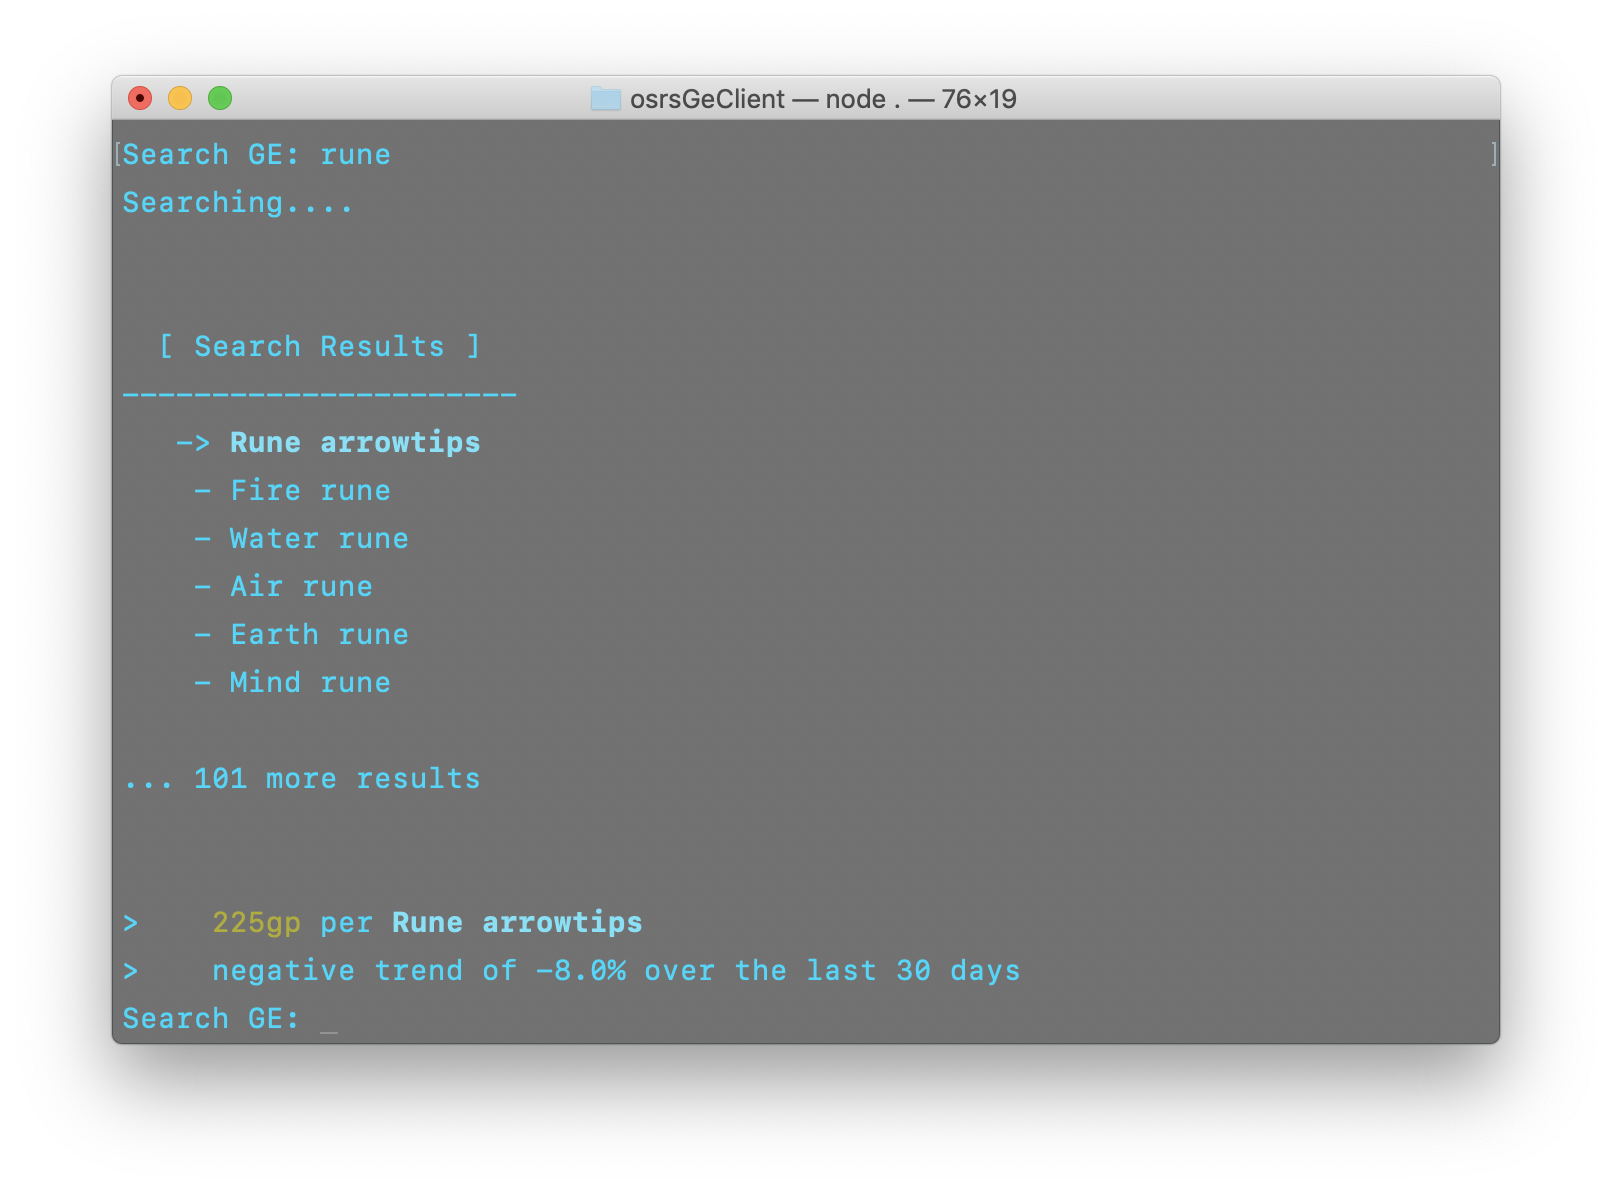 osrsGeClient — node . — 76×19
[Search GE: rune ]
Searching....
[ Search Results ]
----------------------
-> Rune arrowtips
- Fire rune
- Water rune
- Air rune
- Earth rune
- Mind rune
... 101 more results
> 225gp per Rune arrowtips
> negative trend of -8.0% over the last 30 days
Search GE: _